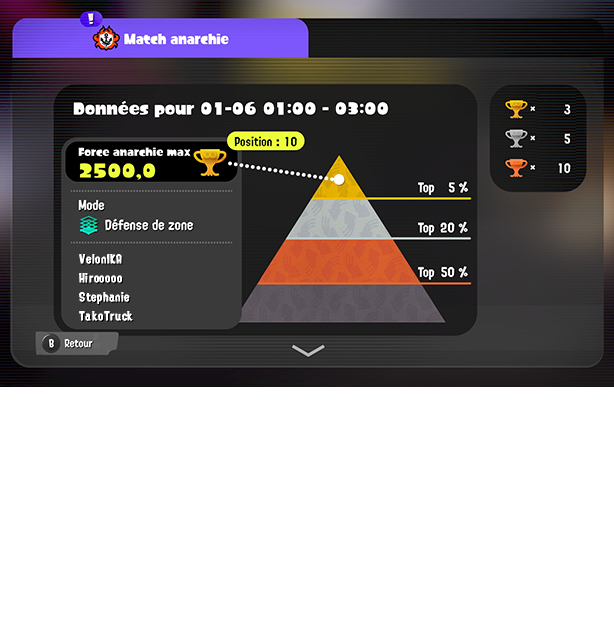 !
Match anarchie
Données pour 01-06 01:00 - 03:00
× 3
× 5
× 10
Position : 10
Force anarchie max
2500,0
Top 5 %
Top 20 %
Top 50 %
Mode
Défense de zone
VelonIKA
Hirooooo
Stephanie
TakoTruck
B Retour